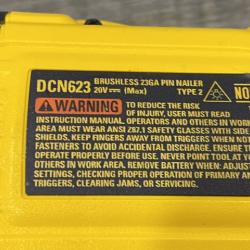 DCN623 BRUSHLESS 23GA PIN NAILER
20V⎓ (Max) TYPE 2
NO
WARNING TO REDUCE THE RISK
OF INJURY, USER MUST READ
INSTRUCTION MANUAL. OPERATORS AND OTHERS IN WORK
AREA MUST WEAR ANSI Z87.1 SAFETY GLASSES WITH SIDE
SHIELDS. KEEP FINGERS AWAY FROM TRIGGERS WHEN NOT
FASTENERS TO AVOID ACCIDENTAL DISCHARGE. ENSURE
OPERATE PROPERLY BEFORE USE. NEVER POINT TOOL AT
OTHERS IN WORK AREA. REMOVE BATTERY WHEN:
CHECKING PROPER OPERATION OF PRIMARY AND
TRIGGERS, CLEARING JAMS, OR SERVICING.